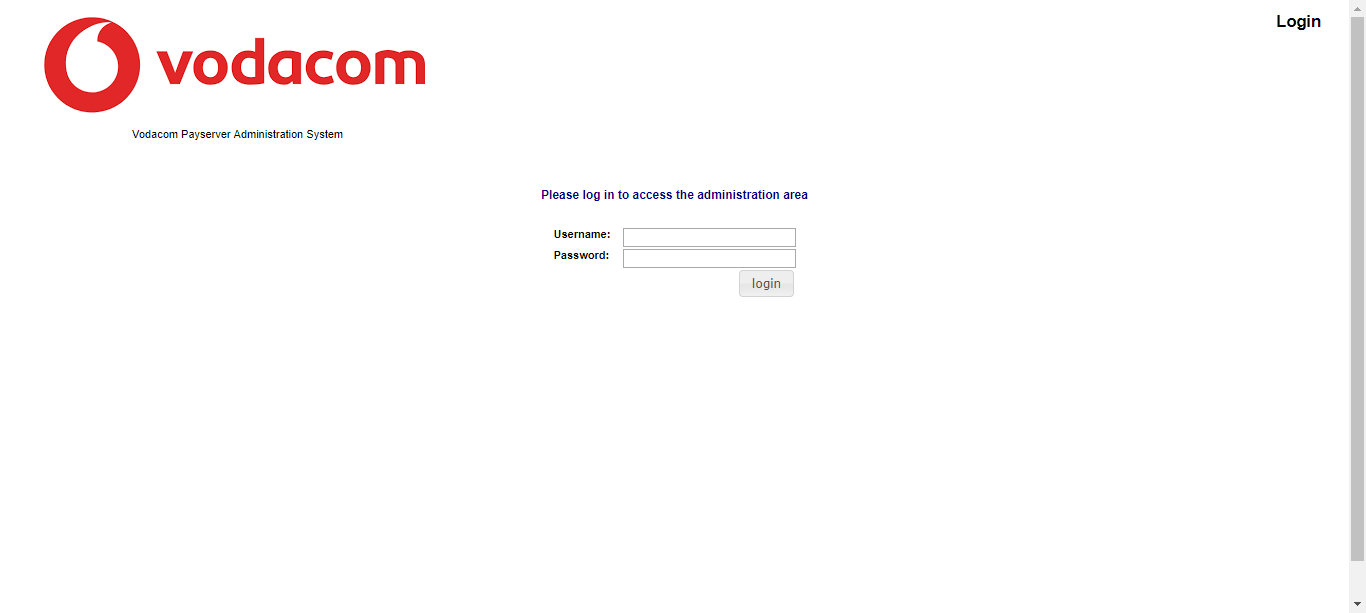 Login
vodacom
Vodacom Payserver Administration System
Please log in to access the administration area
Username:
Password:
login